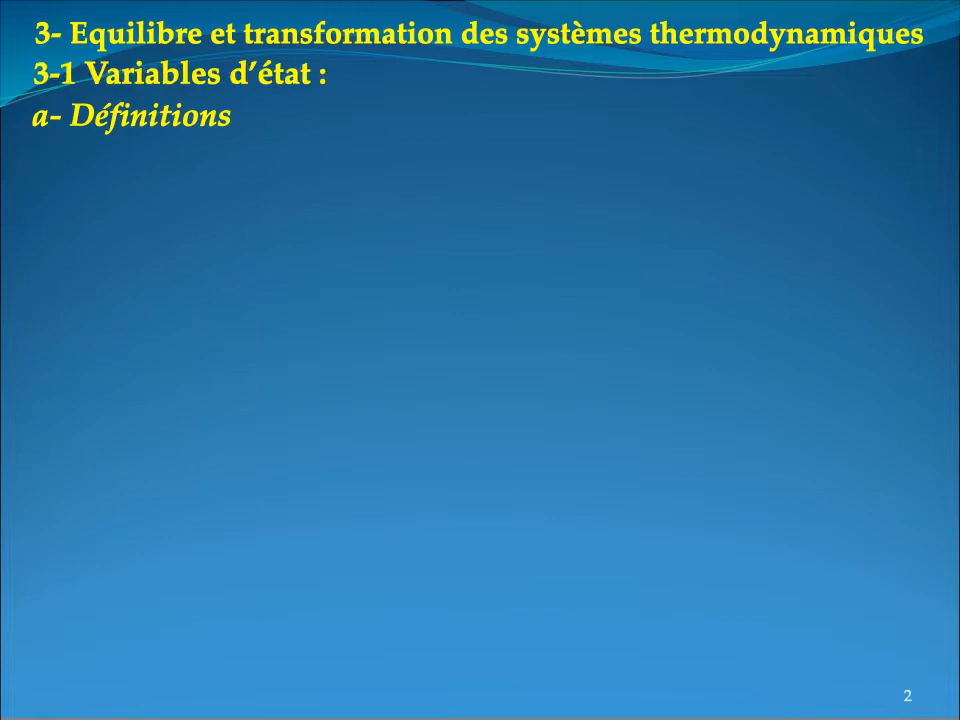 3- Equilibre et transformation des systèmes thermodynamiques
3-1 Variables d’état :
a- Définitions
2